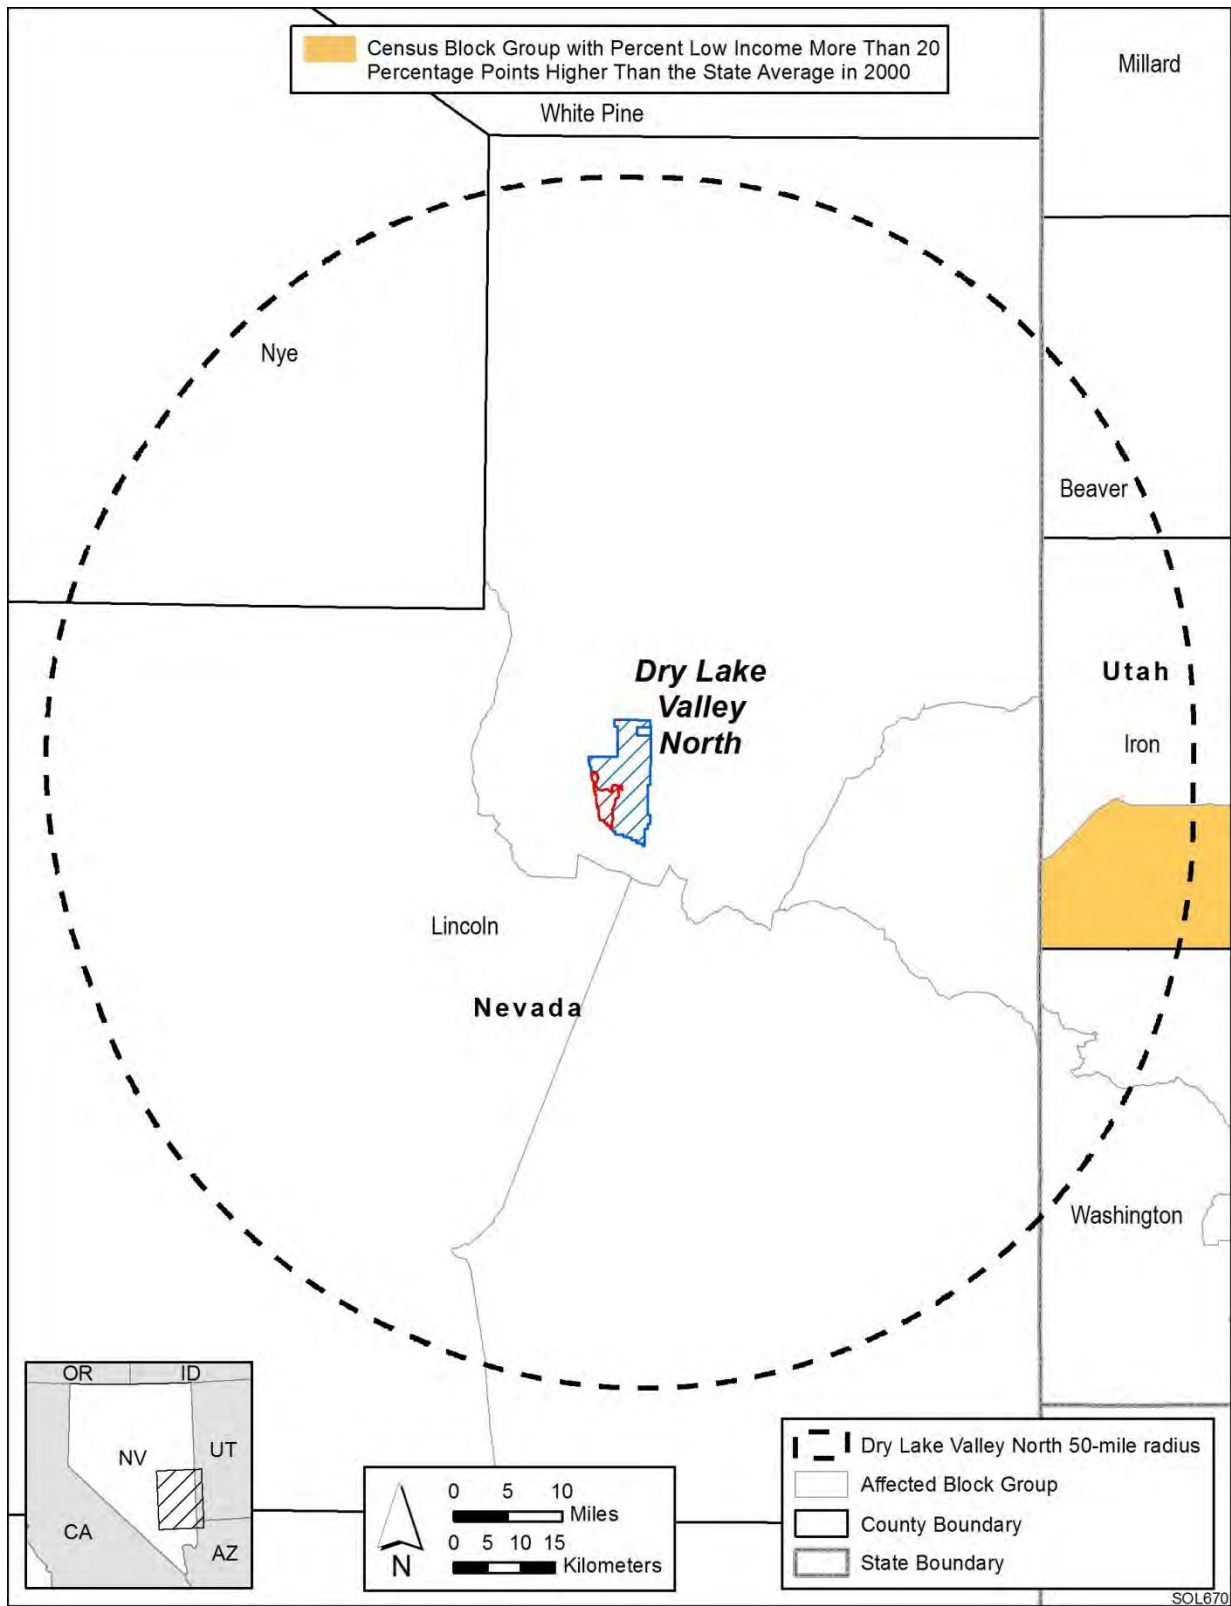 Census Block Group with Percent Low Income More Than 20
Percentage Points Higher Than the State Average in 2000
Millard
White Pine
Nye
Beaver
Dry Lake
Valley
North
Utah
Iron
Lincoln
Nevada
Washington
OR
ID
NV
UT
CA
AZ
N
0 5 10
Miles
0 5 10 15
Kilometers
Dry Lake Valley North 50-mile radius
Affected Block Group
County Boundary
State Boundary
SOL670